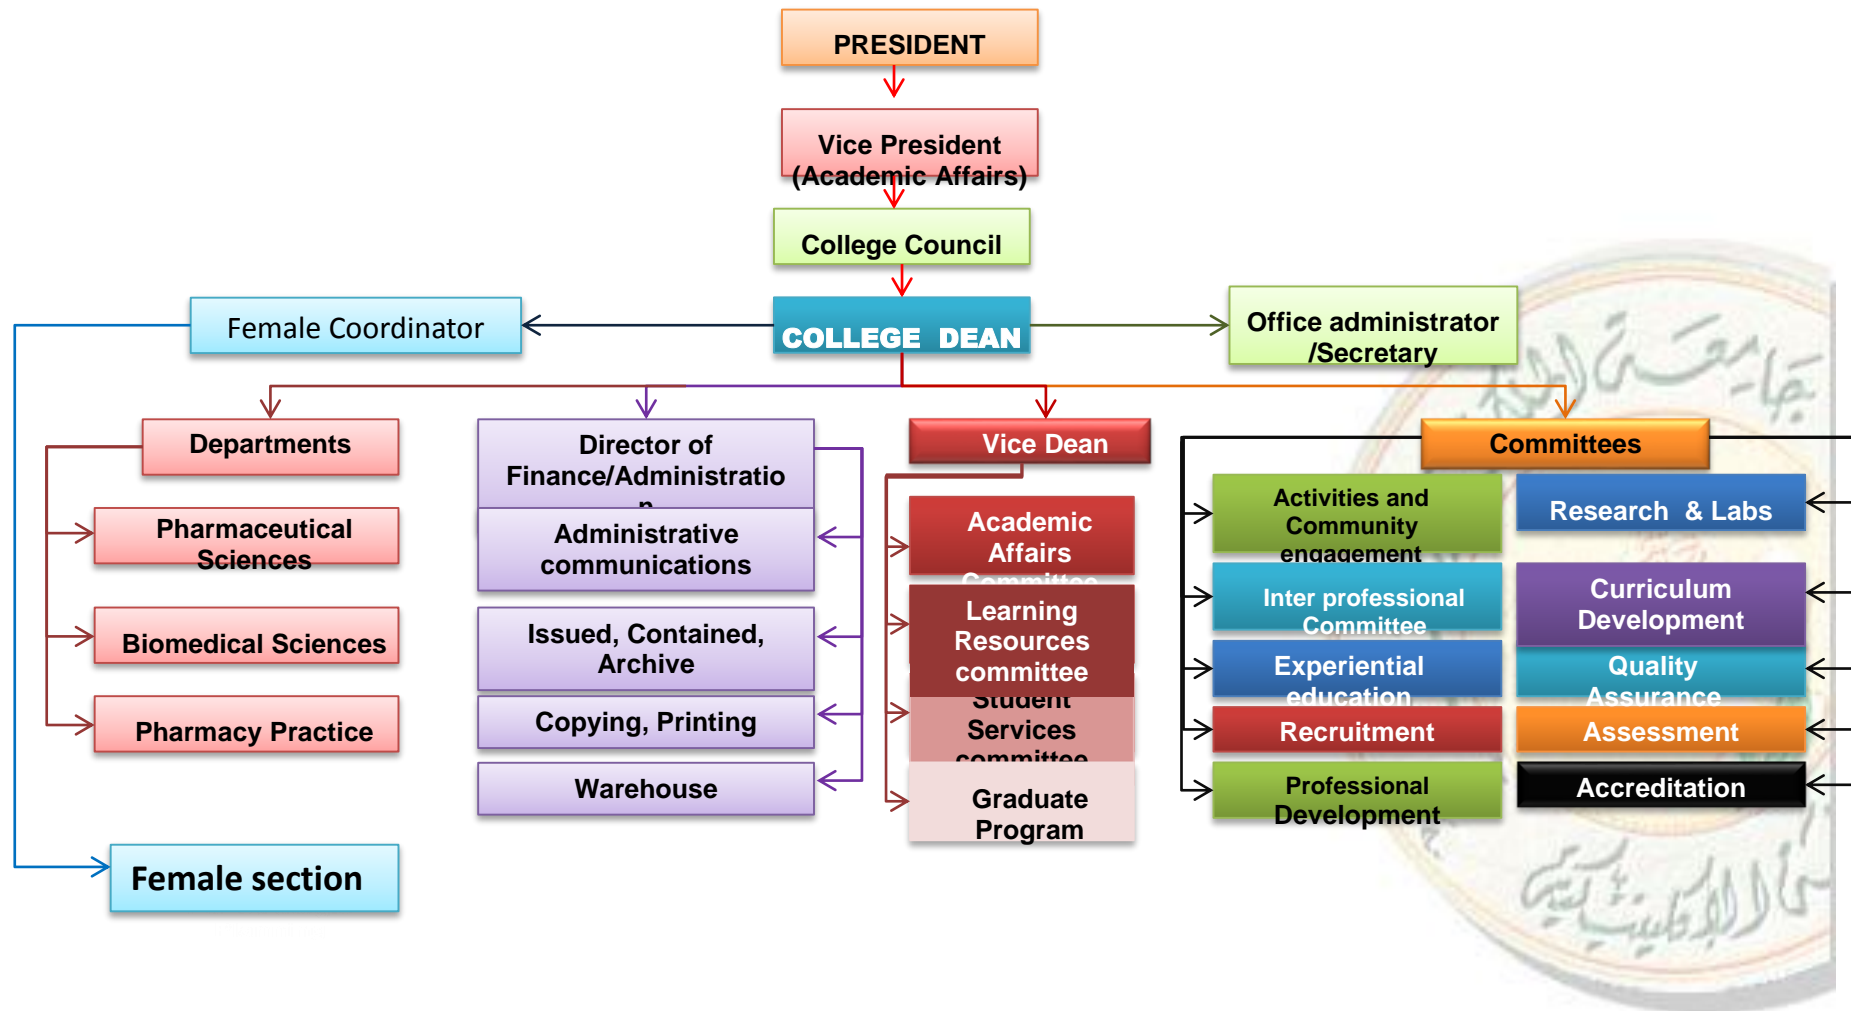 PRESIDENT
Vice President
(Academic Affairs)
College Council
Female Coordinator
COLLEGE DEAN
Office administrator
/Secretary
Departments
Director of
Finance/Administratio
n
Vice Dean
Committees
Pharmaceutical
Sciences
Biomedical Sciences
Pharmacy Practice
Administrative
communications
Issued, Contained,
Archive
Copying, Printing
Warehouse
Academic
Affairs
Committee
Learning
Resources
committee
Student
Services
committee
Graduate
Program
Activities and
Community
engagement
Research & Labs
Inter professional
Committee
Curriculum
Development
Experiential
education
Quality
Assurance
Recruitment
Assessment
Professional
Development
Accreditation
Female section